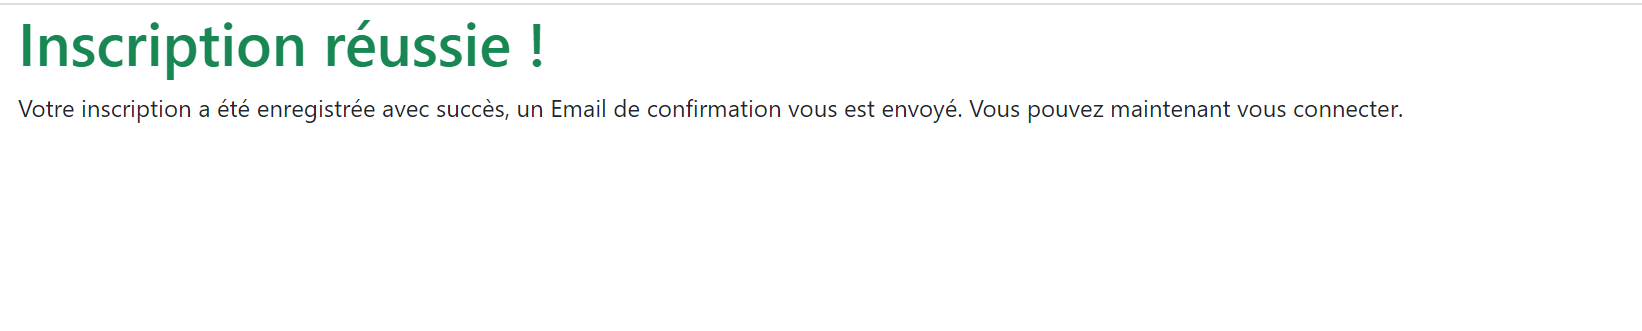 Inscription réussie !
Votre inscription a été enregistrée avec succès, un Email de confirmation vous est envoyé. Vous pouvez maintenant vous connecter.